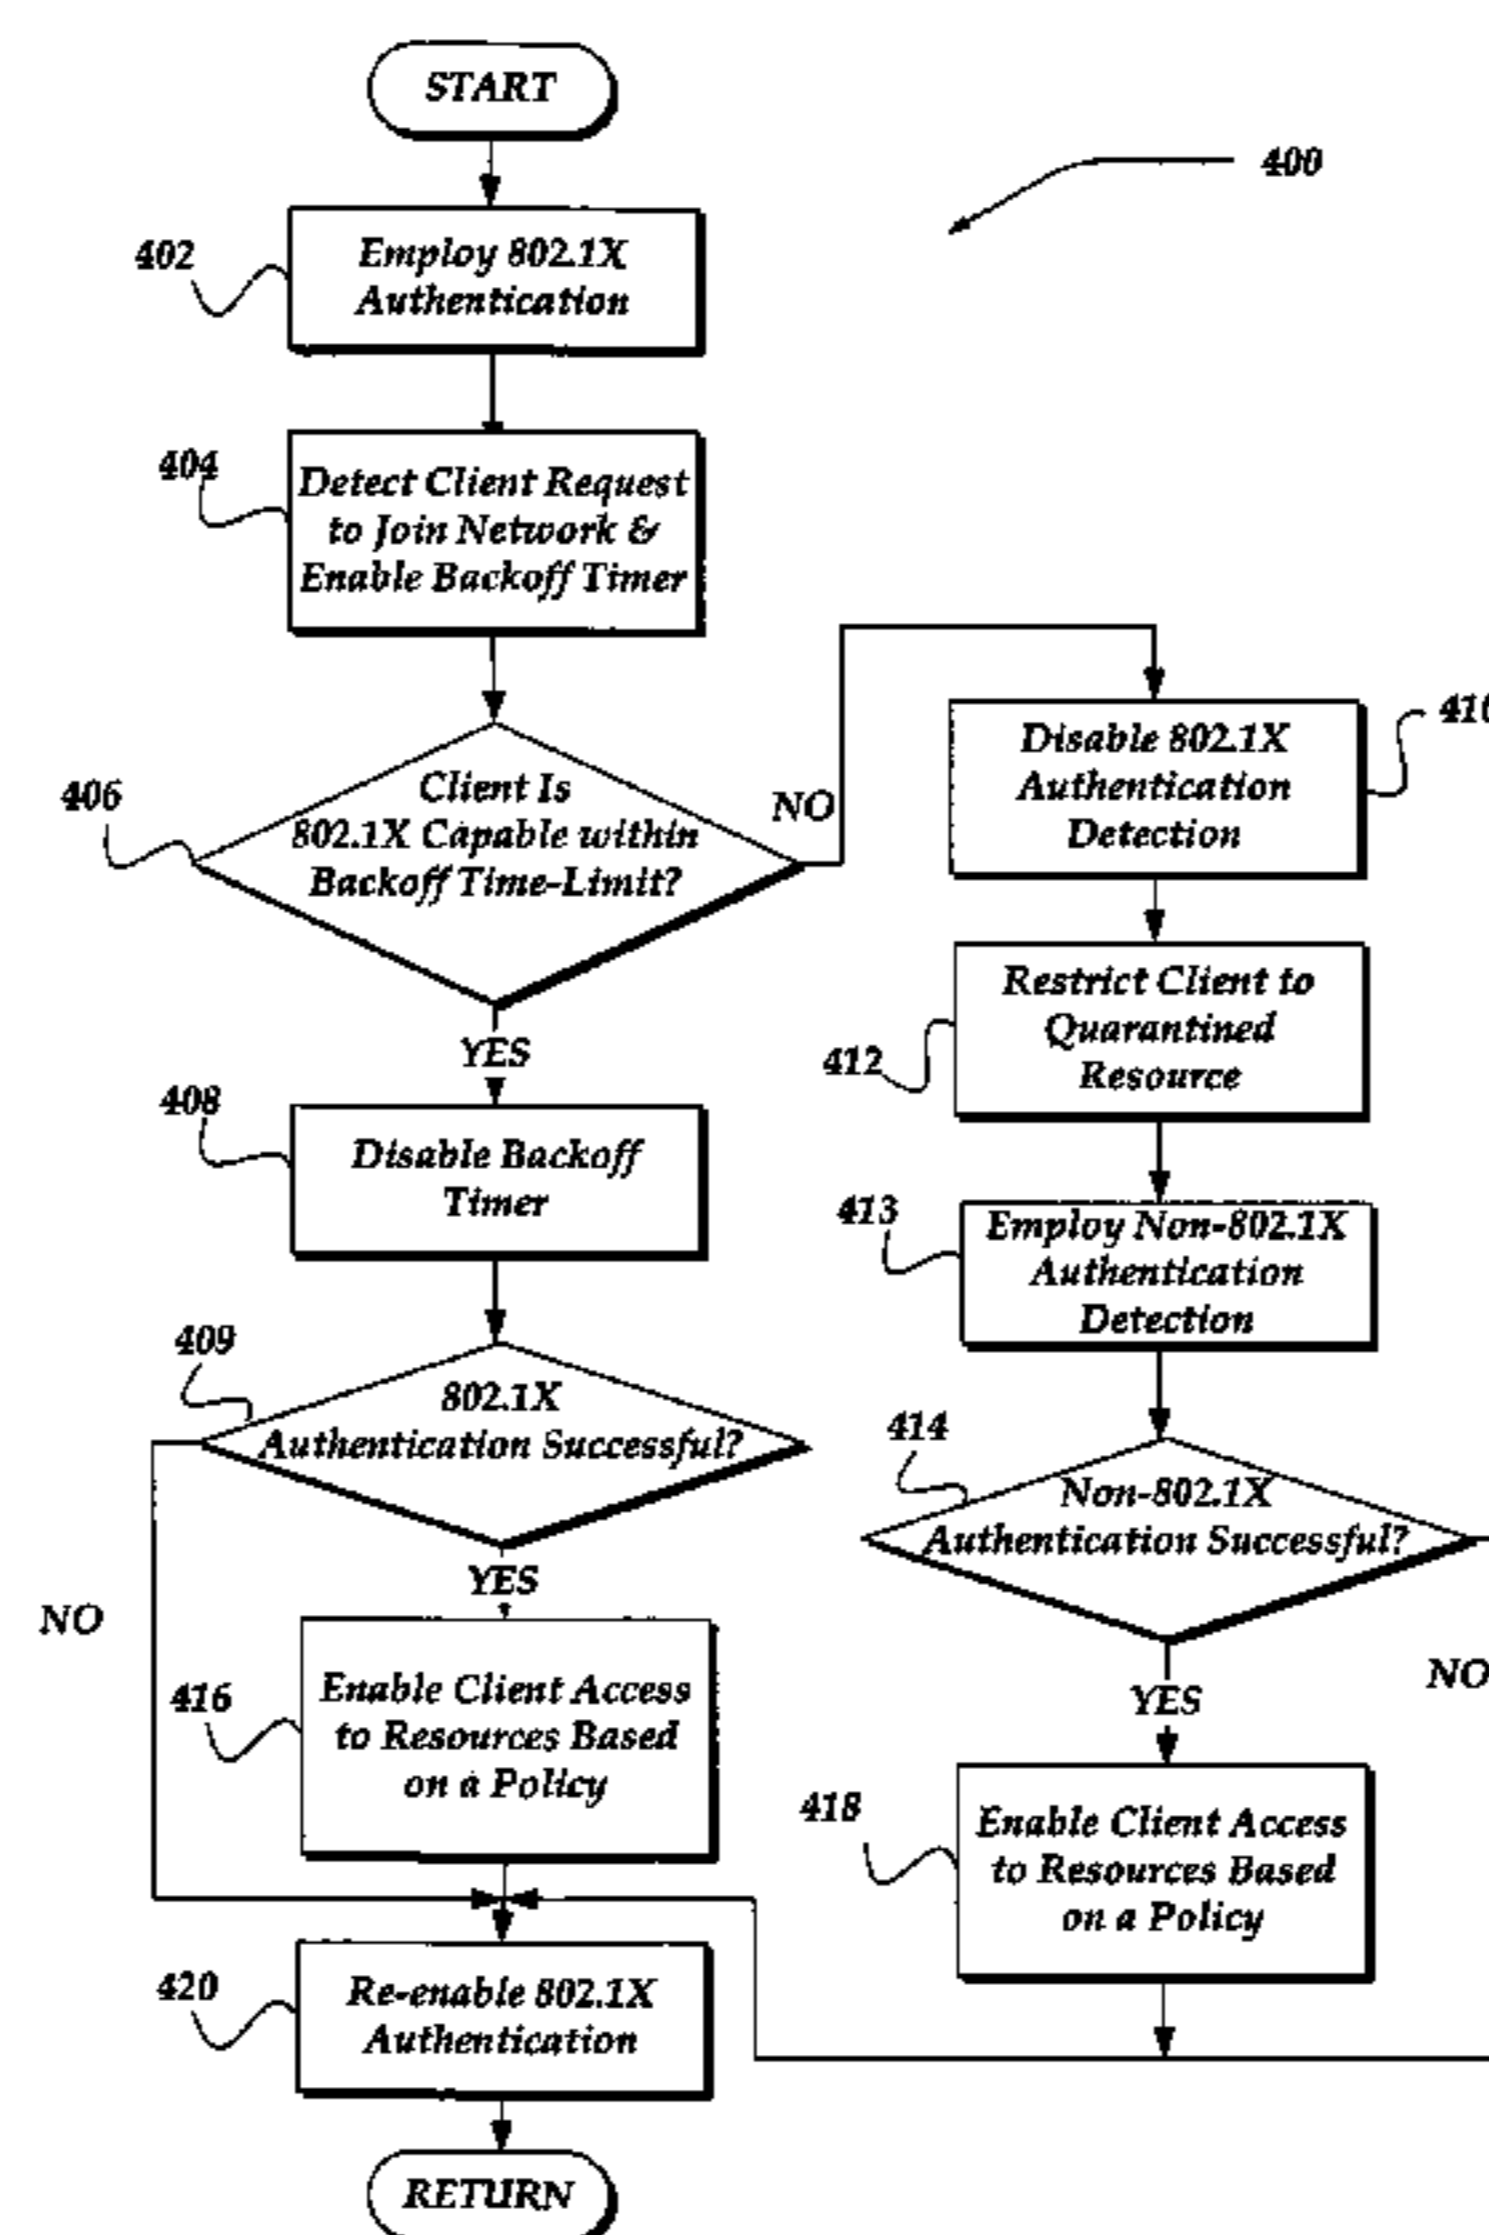 START
400
402
Employ 802.1X
Authentication
404
Detect Client Request
to Join Network &
Enable Backoff Timer
406
Client Is
802.1X Capable within
Backoff Time-Limit?
NO
Disable 802.1X
Authentication
Detection
Restrict Client to
Quarantined
Resource
412
YES
408
Disable Backoff
Timer
413
Employ Non-802.1X
Authentication
Detection
409
802.1X
Authentication Successful?
414
Non-802.1X
Authentication Successful?
YES
NO
NO
YES
416
Enable Client Access
to Resources Based
on a Policy
418
Enable Client Access
to Resources Based
on a Policy
420
Re-enable 802.1X
Authentication
RETURN